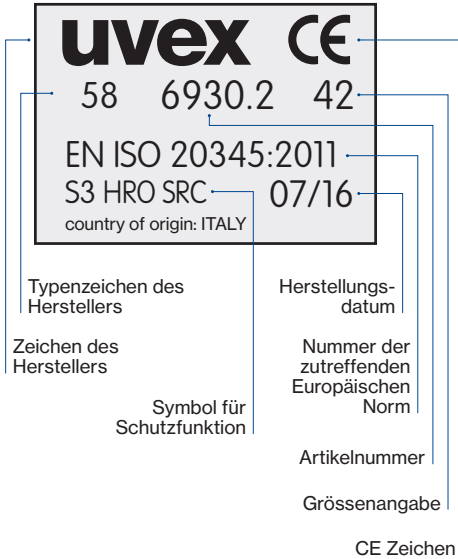 uvex CE
58 6930.2 42
EN ISO 20345:2011
S3 HRO SRC 07/16
country of origin: ITALY
Typenzeichen des
Herstellers
Herstellungs-
datum
Zeichen des
Herstellers
Nummer der
zutreffenden
Europäischen
Norm
Symbol für
Schutzfunktion
Artikelnummer
Grössenangabe
CE Zeichen